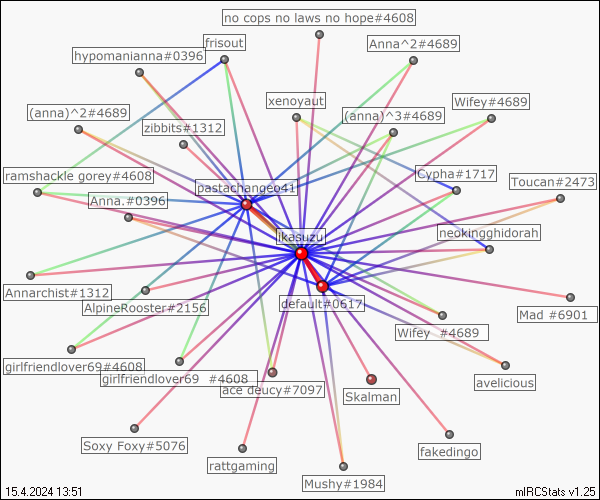 no cops no laws no hope#4608
frisout
Anna^2#4689
hypomanianna#0396
xenoyaut
Wifey#4689
(anna)^2#4689
(anna)^3#4689
zibbits#1312
ramshackle gorey#4608
pastachangeo41
Cypha#1717
Toucan#2473
Anna.#0396
ikasuzu
neokingghidorah
Annarchist#1312
AlpineRooster#2156
default#0617
Mad #6901
Wifey #4689
girlfriendlover69#4608
girlfriendlover69 #4608
ace deucy#7097
avelicious
Skalman
Soxy Foxy#5076
rattgaming
fakedingo
Mushy#1984
15.4.2024 13:51
mIRCStats v1.25